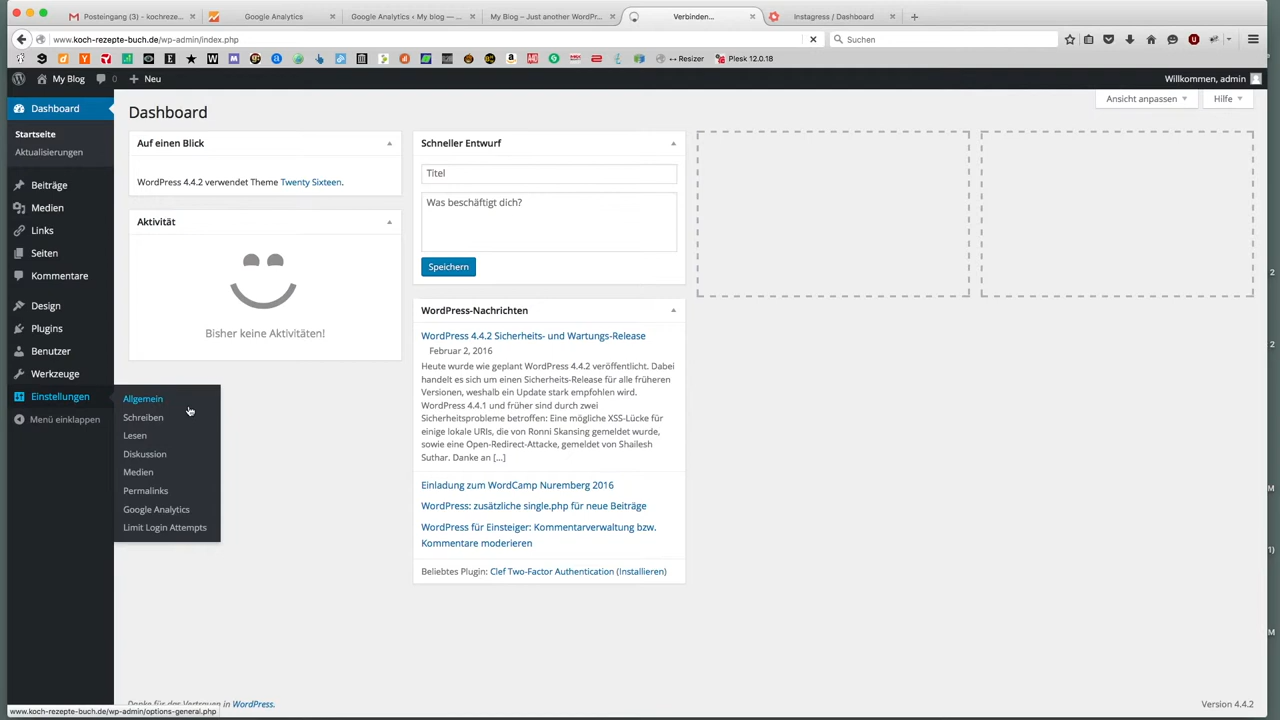 Posteingang (3) - kochreze...
Google Analytics
Google Analytics ‹ My blog — ...
My Blog – Just another WordPr...
Verbinden...
Instagress / Dashboard
www.koch-rezepte-buch.de/wp-admin/index.php
Suchen
Resizer
Plesk 12.0.18
My Blog
0
+ Neu
Willkommen, admin
Dashboard
Startseite
Aktualisierungen
Beiträge
Medien
Links
Seiten
Kommentare
Design
Plugins
Benutzer
Werkzeuge
Einstellungen
Menü einklappen
Allgemein
Schreiben
Lesen
Diskussion
Medien
Permalinks
Google Analytics
Limit Login Attempts
Ansicht anpassen
Hilfe
Dashboard
Auf einen Blick
WordPress 4.4.2 verwendet Theme Twenty Sixteen.
Aktivität
Bisher keine Aktivitäten!
Schneller Entwurf
Titel
Was beschäftigt dich?
Speichern
WordPress-Nachrichten
WordPress 4.4.2 Sicherheits- und Wartungs-Release
Februar 2, 2016
Heute wurde wie geplant WordPress 4.4.2 veröffentlicht. Dabei
handelt es sich um einen Sicherheits-Release für alle früheren
Versionen, weshalb ein Update stark empfohlen wird.
WordPress 4.4.1 und früher sind durch zwei
Sicherheitsprobleme betroffen: Eine mögliche XSS-Lücke für
einige lokale URIs, die von Ronni Skansing gemeldet wurde,
sowie eine Open-Redirect-Attacke, gemeldet von Shailesh
Suthar. Danke an [...]
Einladung zum WordCamp Nuremberg 2016
WordPress: zusätzliche single.php für neue Beiträge
WordPress für Einsteiger: Kommentarverwaltung bzw.
Kommentare moderieren
Beliebtes Plugin: Clef Two-Factor Authentication (Installieren)
Danke für das Vertrauen in WordPress.
Version 4.4.2
www.koch-rezepte-buch.de/wp-admin/options-general.php